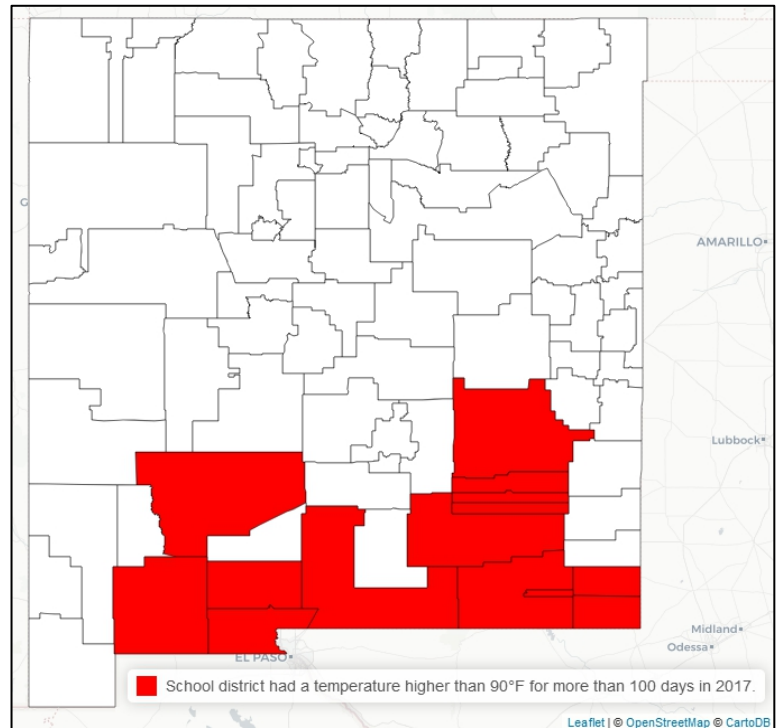 G
AMARILLO
Lubbock
Midland
Odessa
EL PASO
School district had a temperature higher than 90°F for more than 100 days in 2017.
Leaflet | © OpenStreetMap © CartoDB